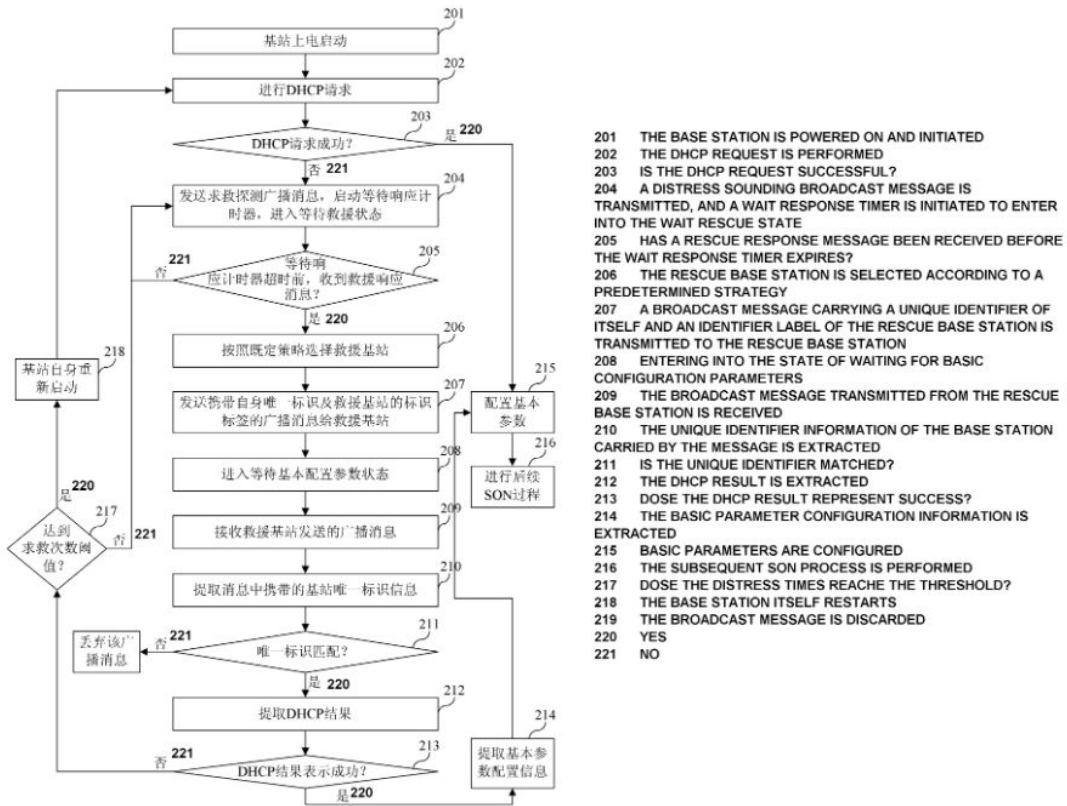 201
基站上电启动
202
进行DHCP请求
203
DHCP请求成功？
是 220
否 221
204
发送求救探测广播消息，启动等待响应计
时器，进入等待救援状态
205
等待响
应计时器超时前，收到救援响应
消息？
221
否
是 220
206
按照既定策略选择救援基站
207
发送携带自身唯一标识及救援基站的标识
标签的广播消息给救援基站
208
进入等待基本配置参数状态
209
接收救援基站发送的广播消息
210
提取消息中携带的基站唯一标识信息
211
唯一标识匹配？
221
否
丢弃该广
播消息
是 220
212
提取DHCP结果
213
DHCP结果表示成功？
221
否
是220
214
提取基本参
数配置信息
215
配置基本
参数
216
进行后续
SON过程
217
达到
求救次数阈
值？
是 220
否 221
218
基站自身重
新启动
201 THE BASE STATION IS POWERED ON AND INITIATED
202 THE DHCP REQUEST IS PERFORMED
203 IS THE DHCP REQUEST SUCCESSFUL?
204 A DISTRESS SOUNDING BROADCAST MESSAGE IS
TRANSMITTED, AND A WAIT RESPONSE TIMER IS INITIATED TO ENTER
INTO THE WAIT RESCUE STATE
205 HAS A RESCUE RESPONSE MESSAGE BEEN RECEIVED BEFORE
THE WAIT RESPONSE TIMER EXPIRES?
206 THE RESCUE BASE STATION IS SELECTED ACCORDING TO A
PREDETERMINED STRATEGY
207 A BROADCAST MESSAGE CARRYING A UNIQUE IDENTIFIER OF
ITSELF AND AN IDENTIFIER LABEL OF THE RESCUE BASE STATION IS
TRANSMITTED TO THE RESCUE BASE STATION
208 ENTERING INTO THE STATE OF WAITING FOR BASIC
CONFIGURATION PARAMETERS
209 THE BROADCAST MESSAGE TRANSMITTED FROM THE RESCUE
BASE STATION IS RECEIVED
210 THE UNIQUE IDENTIFIER INFORMATION OF THE BASE STATION
CARRIED BY THE MESSAGE IS EXTRACTED
211 IS THE UNIQUE IDENTIFIER MATCHED?
212 THE DHCP RESULT IS EXTRACTED
213 DOSE THE DHCP RESULT REPRESENT SUCCESS?
214 THE BASIC PARAMETER CONFIGURATION INFORMATION IS
EXTRACTED
215 BASIC PARAMETERS ARE CONFIGURED
216 THE SUBSEQUENT SON PROCESS IS PERFORMED
217 DOSE THE DISTRESS TIMES REACHE THE THRESHOLD?
218 THE BASE STATION ITSELF RESTARTS
219 THE BROADCAST MESSAGE IS DISCARDED
220 YES
221 NO